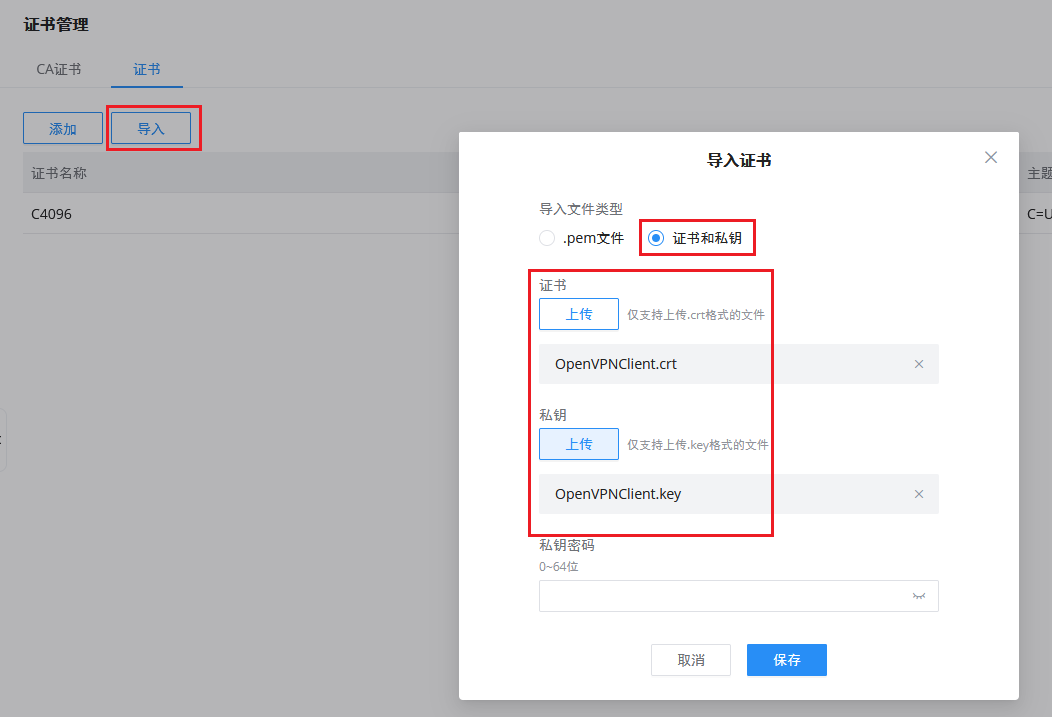 证书管理
CA证书 证书
添加 导入
证书名称
主题
C4096
C=U
导入证书
导入文件类型
.pem文件 证书和私钥
证书
上传 仅支持上传.crt格式的文件
OpenVPNClient.crt
私钥
上传 仅支持上传.key格式的文件
OpenVPNClient.key
私钥密码
0~64位
取消 保存